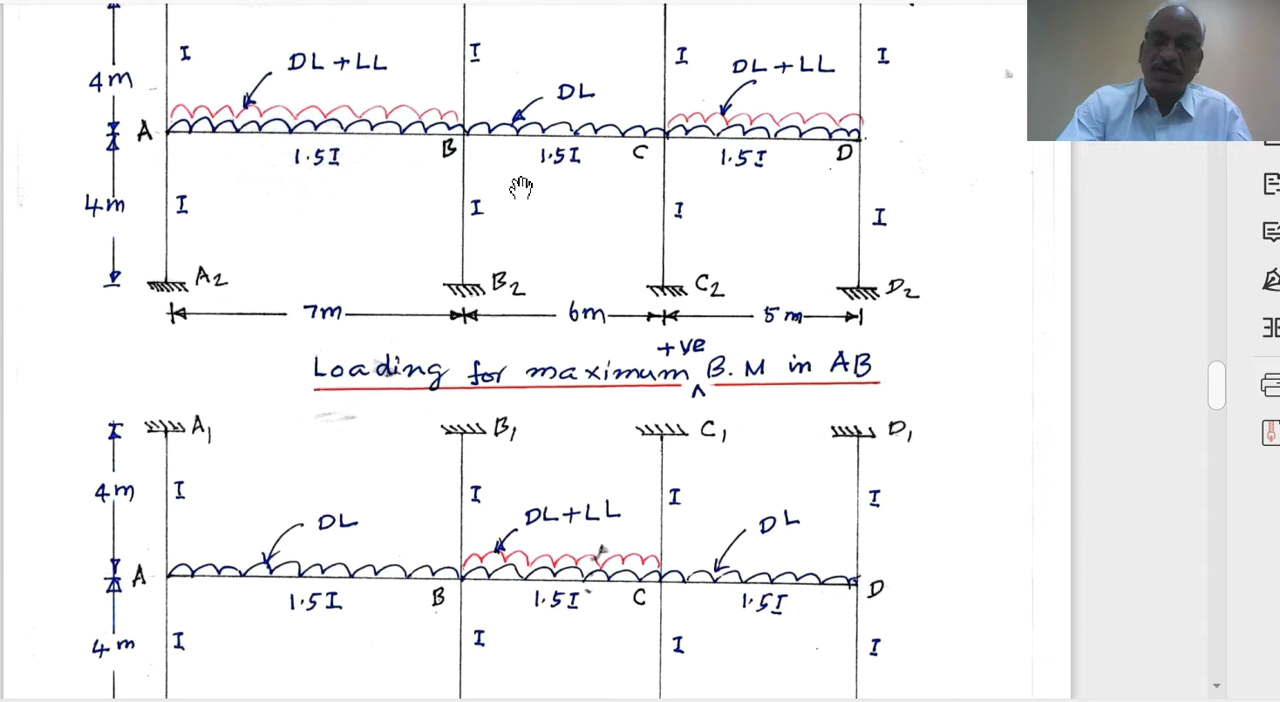 I I I I
4m DL+LL DL DL+LL
A 1.5I B 1.5I C 1.5I D
4m I I I I
A2 B2 C2 D2
7m 6m 5m
+ve
Loading for maximum ^ B.M in AB
A1 B1 C1 D1
4m I I I I
DL DL+LL DL
A 1.5I B 1.5I C 1.5I D
4m I I I I